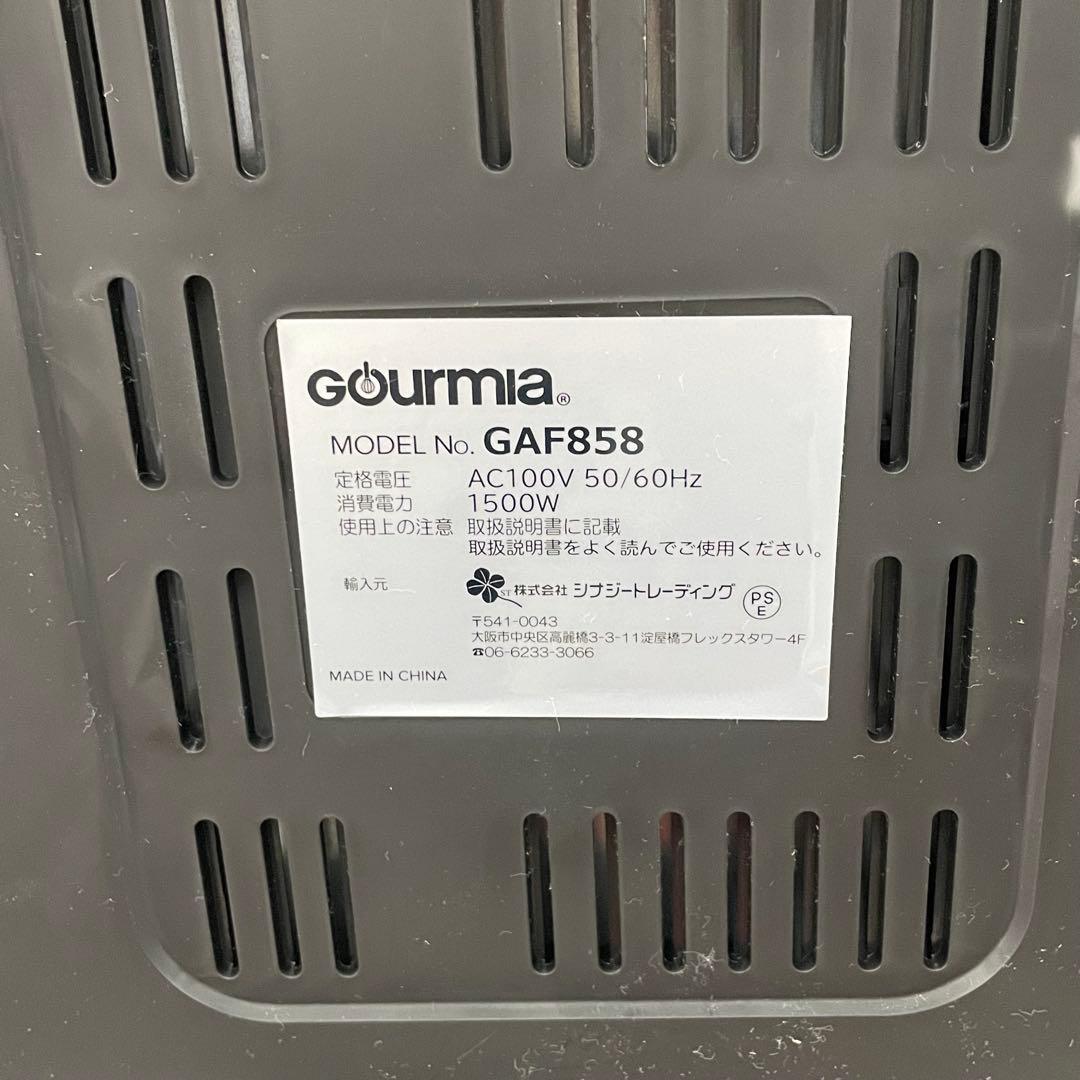 Gourmia®
MODEL No. GAF858
定格電圧 AC100V 50/60Hz
消費電力 1500W
使用上の注意 取扱説明書に記載
取扱説明書をよく読んでご使用ください。
輸入元 ST 株式会社 シナジートレーディング PSE
〒541-0043
大阪市中央区高麗橋3-3-11淀屋橋フレックスタワー4F
☎06-6233-3066
MADE IN CHINA